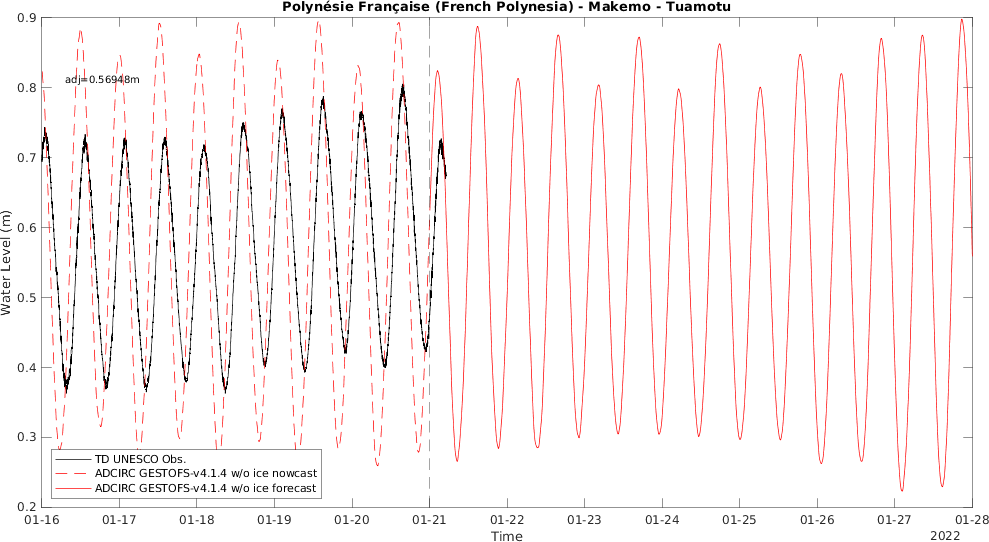 Polynésie Française (French Polynesia) - Makemo - Tuamotu
0.9
0.8
0.7
0.6
0.5
0.4
0.3
0.2
Water Level (m)
adj=0.56948m
TD UNESCO Obs.
ADCIRC GESTOFS-v4.1.4 w/o ice nowcast
ADCIRC GESTOFS-v4.1.4 w/o ice forecast
01-16 01-17 01-18 01-19 01-20 01-21 01-22 01-23 01-24 01-25 01-26 01-27 01-28
Time
2022